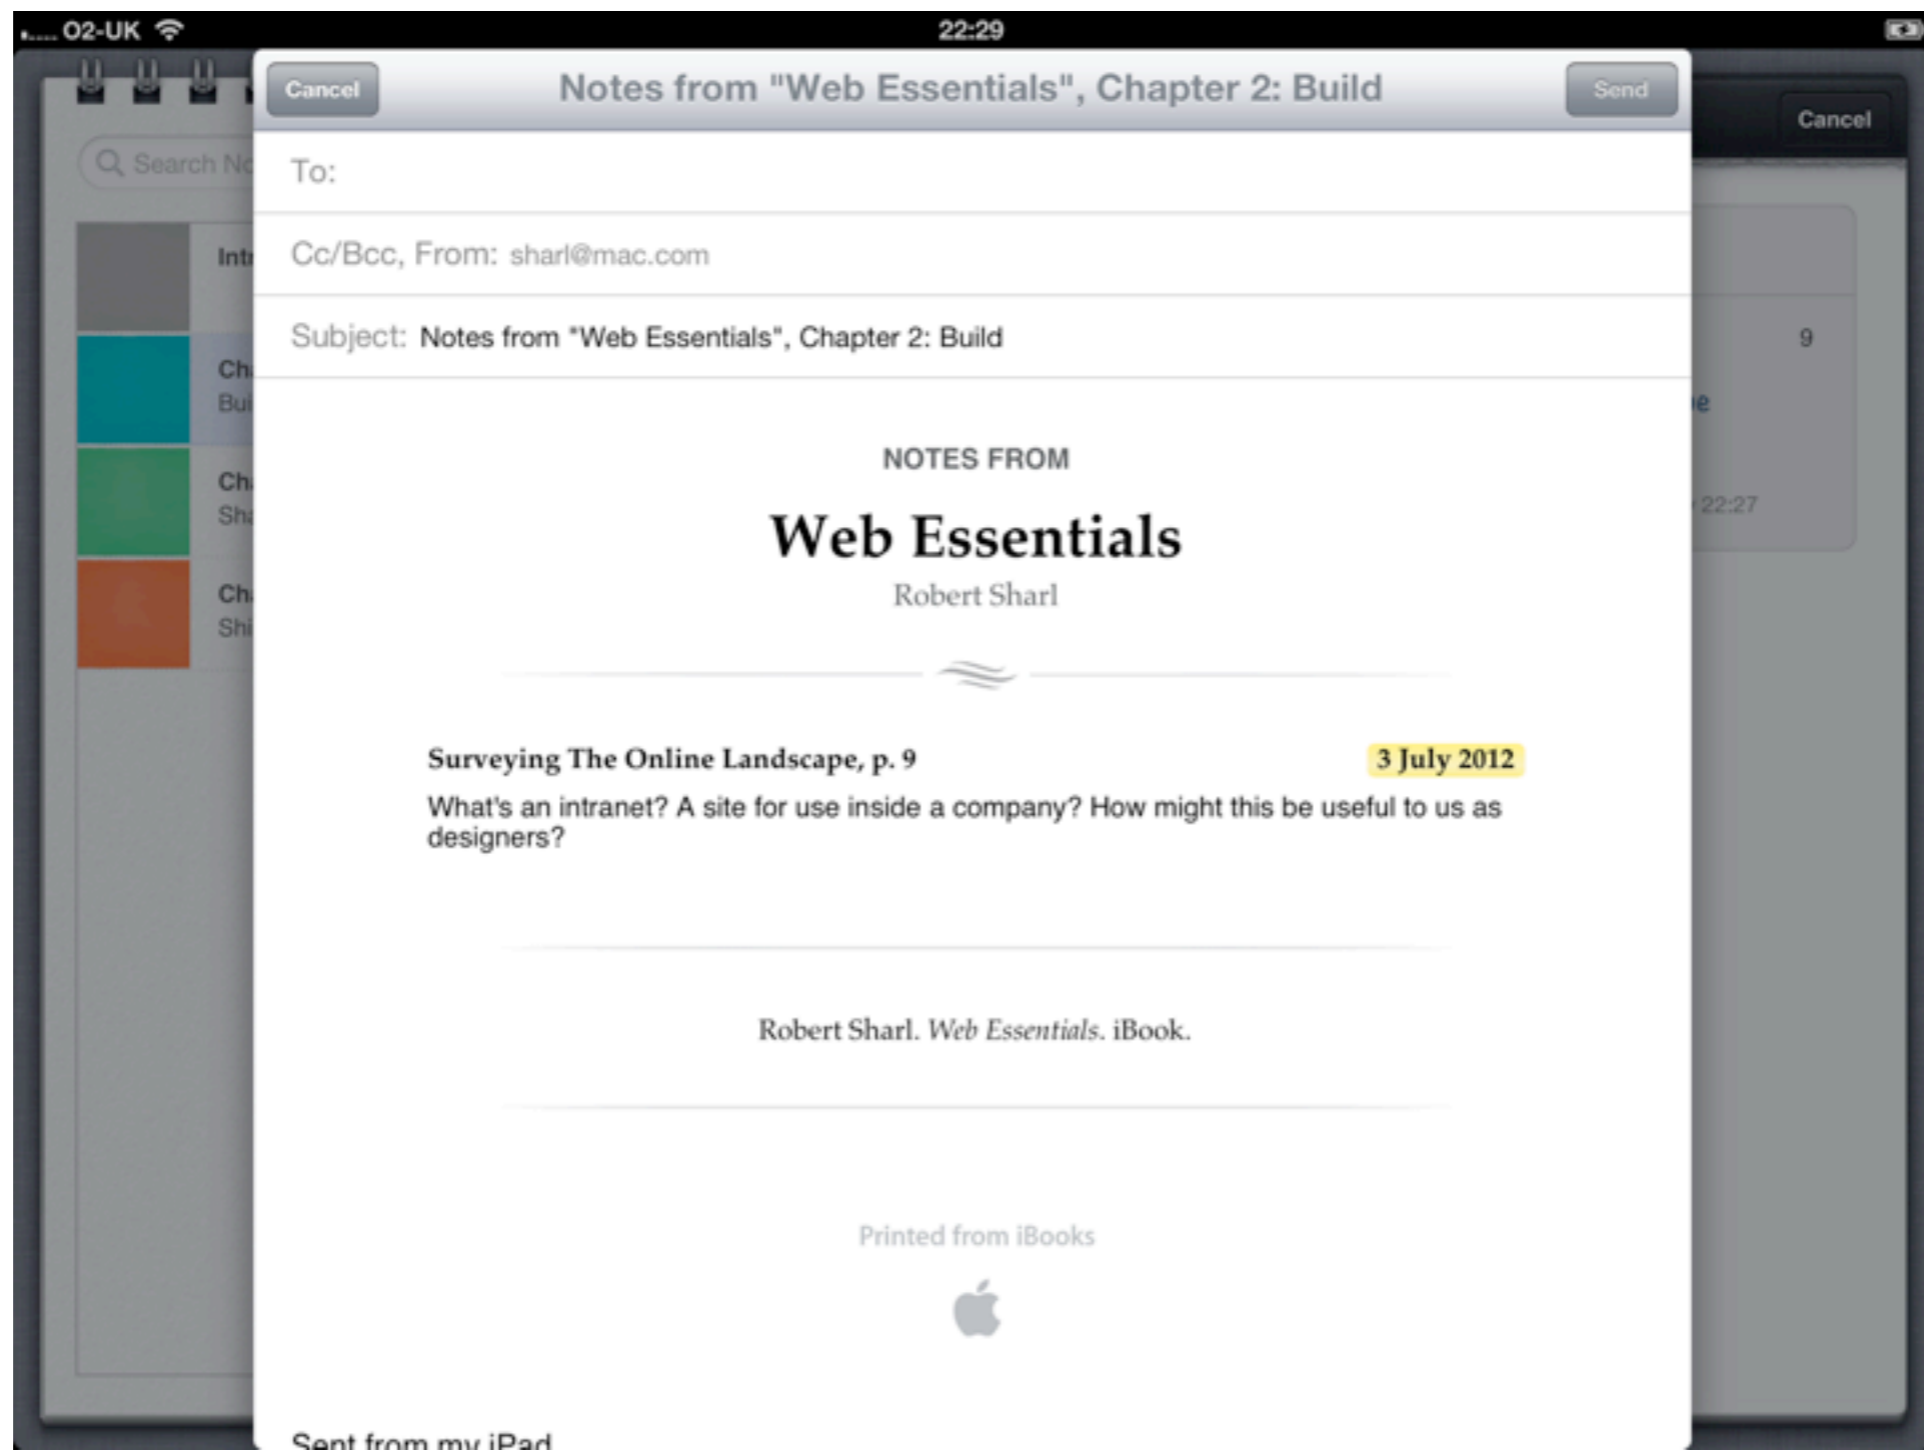 O2-UK 22:29
Cancel Notes from "Web Essentials", Chapter 2: Build Send
Cancel
Search
To:
Cc/Bcc, From: sharl@mac.com
Subject: Notes from "Web Essentials", Chapter 2: Build
9
NOTES FROM
Web Essentials
Robert Sharl
22:27
Surveying The Online Landscape, p. 9 3 July 2012
What's an intranet? A site for use inside a company? How might this be useful to us as
designers?
Robert Sharl. Web Essentials. iBook.
Printed from iBooks
Sent from my iPad